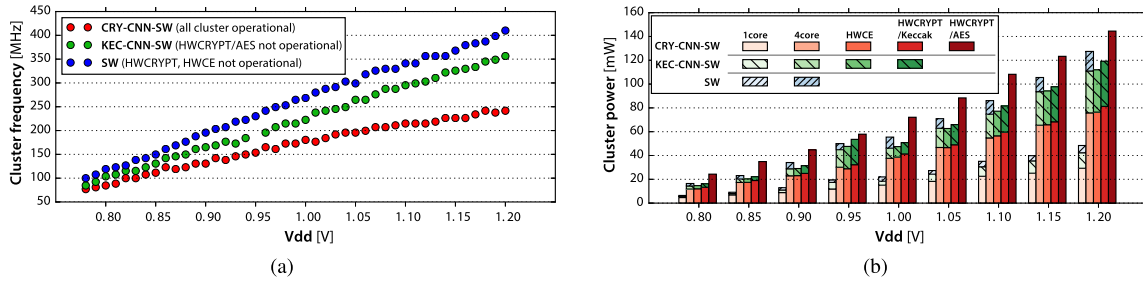 CRY-CNN-SW (all cluster operational)
KEC-CNN-SW (HWCRYPT/AES not operational)
SW (HWCRYPT, HWCE not operational)
Cluster frequency [MHz]
450
400
350
300
250
200
150
100
50
0.80 0.85 0.90 0.95 1.00 1.05 1.10 1.15 1.20
Vdd [V]
(a)
HWCRYPT HWCRYPT
1core 4core HWCE /Keccak /AES
CRY-CNN-SW
KEC-CNN-SW
SW
Cluster power [mW]
160
140
120
100
80
60
40
20
0
0.80 0.85 0.90 0.95 1.00 1.05 1.10 1.15 1.20
Vdd [V]
(b)